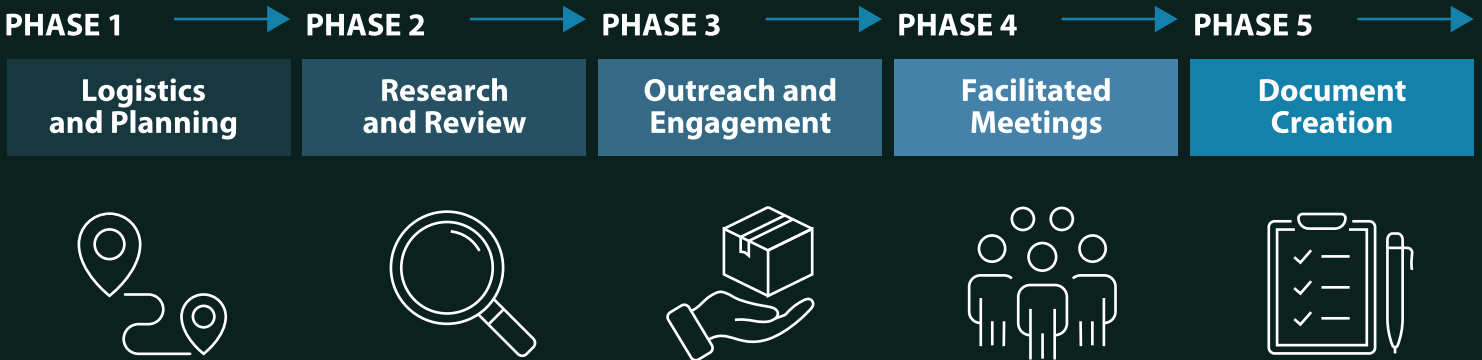 PHASE 1
PHASE 2
PHASE 3
PHASE 4
PHASE 5
Logistics
and Planning
Research
and Review
Outreach and
Engagement
Facilitated
Meetings
Document
Creation